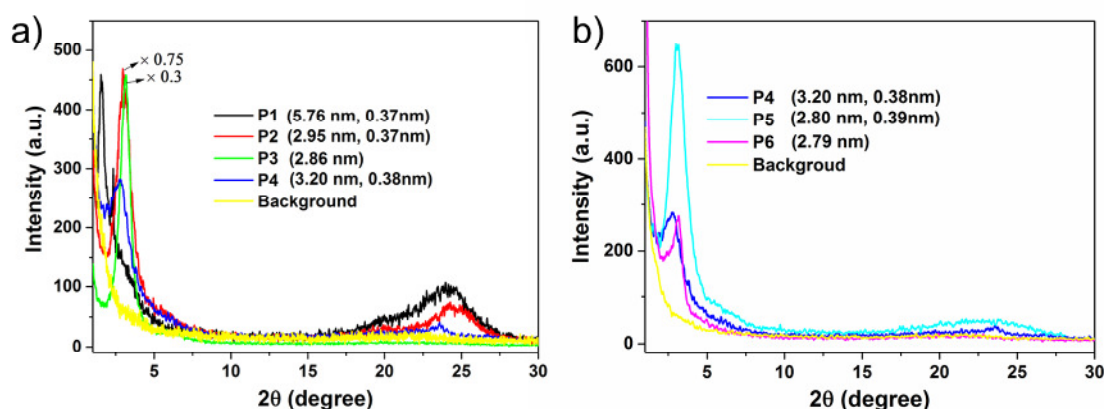 a)
500
400
300
200
100
0
Intensity (a.u.)
× 0.75
× 0.3
P1 (5.76 nm, 0.37nm)
P2 (2.95 nm, 0.37nm)
P3 (2.86 nm)
P4 (3.20 nm, 0.38nm)
Background
5 10 15 20 25 30
2θ (degree)
b)
600
400
200
0
Intensity (a.u.)
P4 (3.20 nm, 0.38nm)
P5 (2.80 nm, 0.39nm)
P6 (2.79 nm)
Backgroud
5 10 15 20 25 30
2θ (degree)